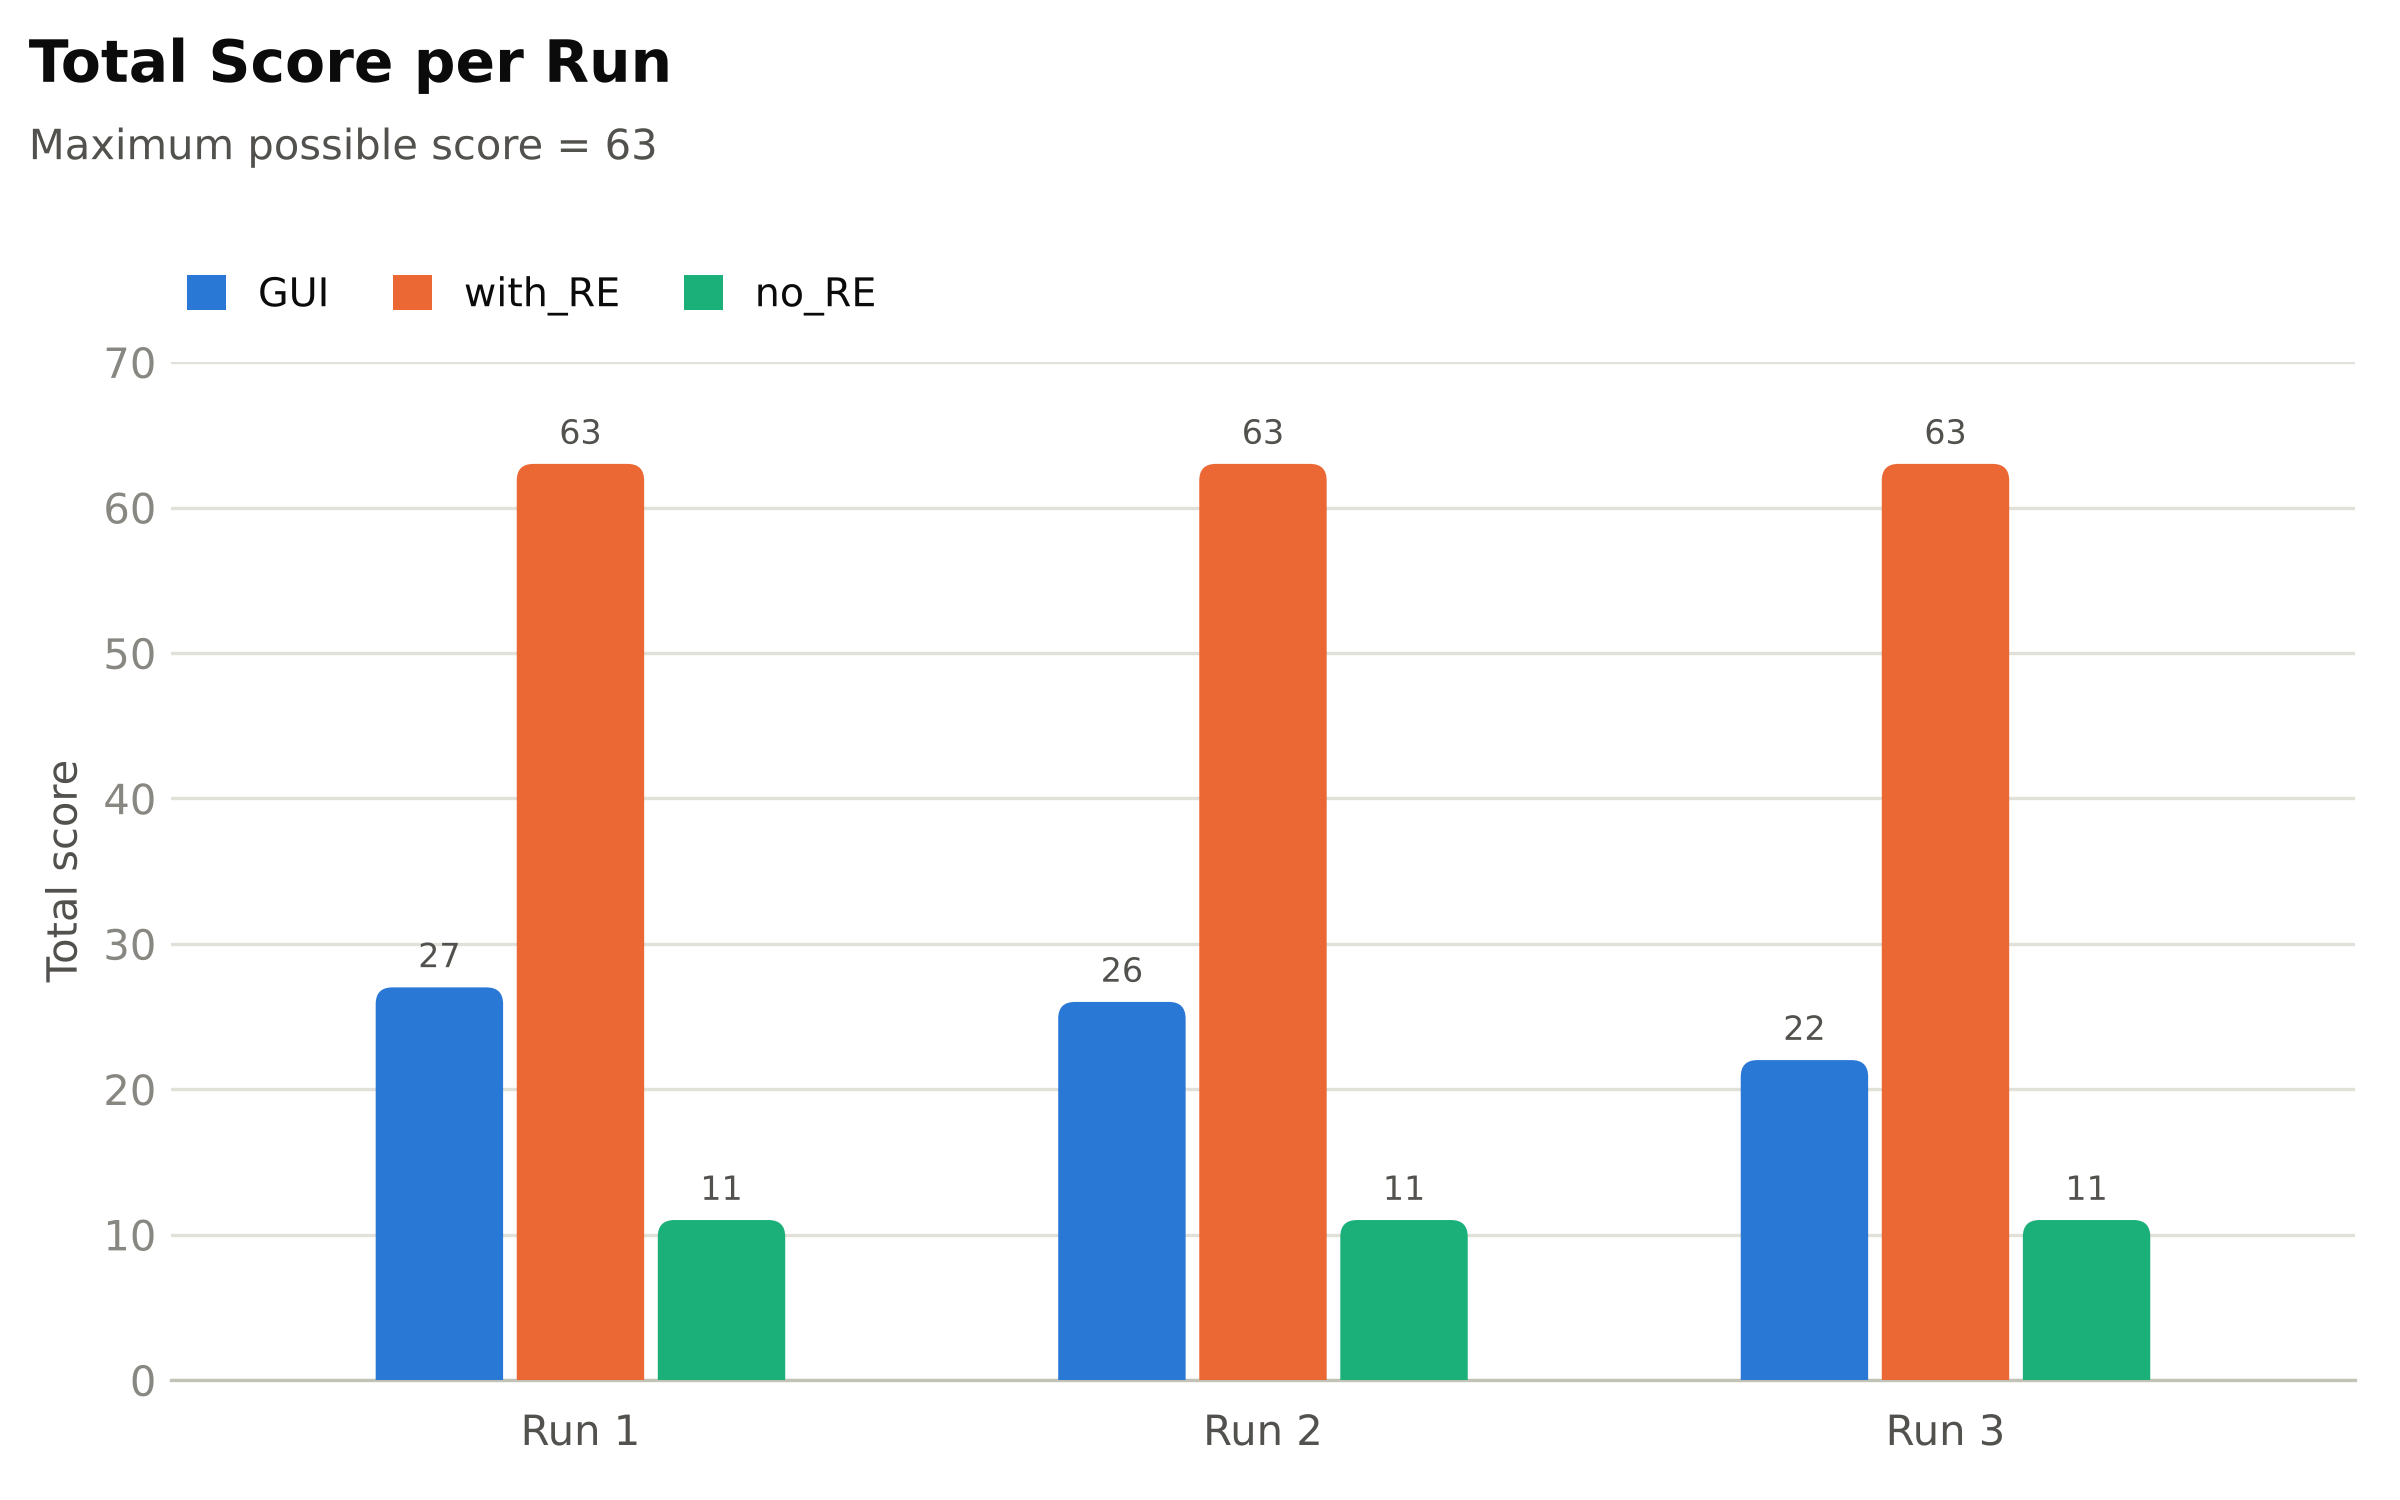 Total Score per Run
Maximum possible score = 63
GUI with_RE no_RE
70
63 63 63
60
50
40
30
27
26
22
20
11 11 11
10
0
Total score
Run 1 Run 2 Run 3